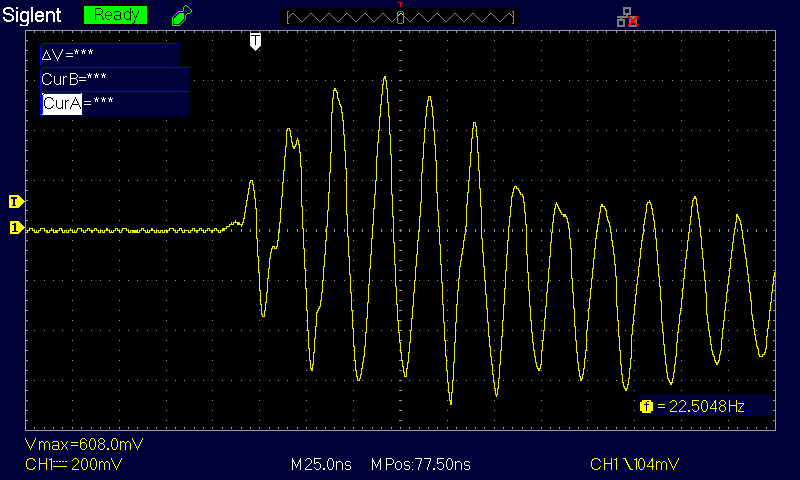 Siglent Ready T
T
ΔV=***
CurB=***
CurA=***
T
1
f = 22.5048Hz
Vmax=608.0mV
CH1 200mV M25.0ns MPos:77.50ns CH1 104mV